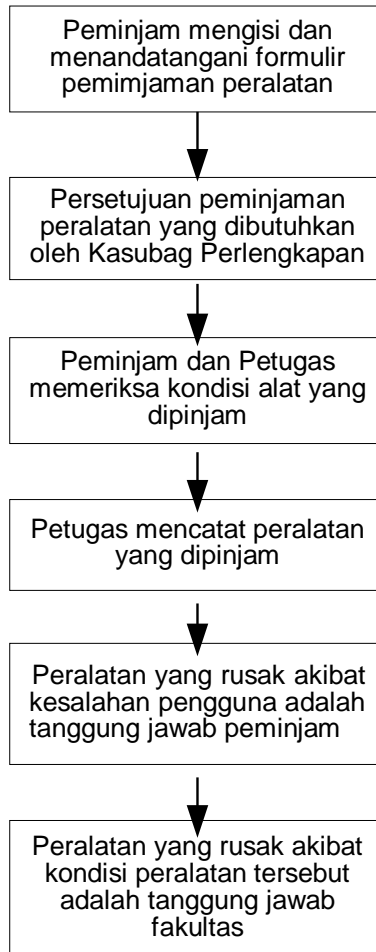 Peminjam mengisi dan
menandatangani formulir
pemimjaman peralatan
Persetujuan peminjaman
peralatan yang dibutuhkan
oleh Kasubag Perlengkapan
Peminjam dan Petugas
memeriksa kondisi alat yang
dipinjam
Petugas mencatat peralatan
yang dipinjam
Peralatan yang rusak akibat
kesalahan pengguna adalah
tanggung jawab peminjam
Peralatan yang rusak akibat
kondisi peralatan tersebut
adalah tanggung jawab
fakultas